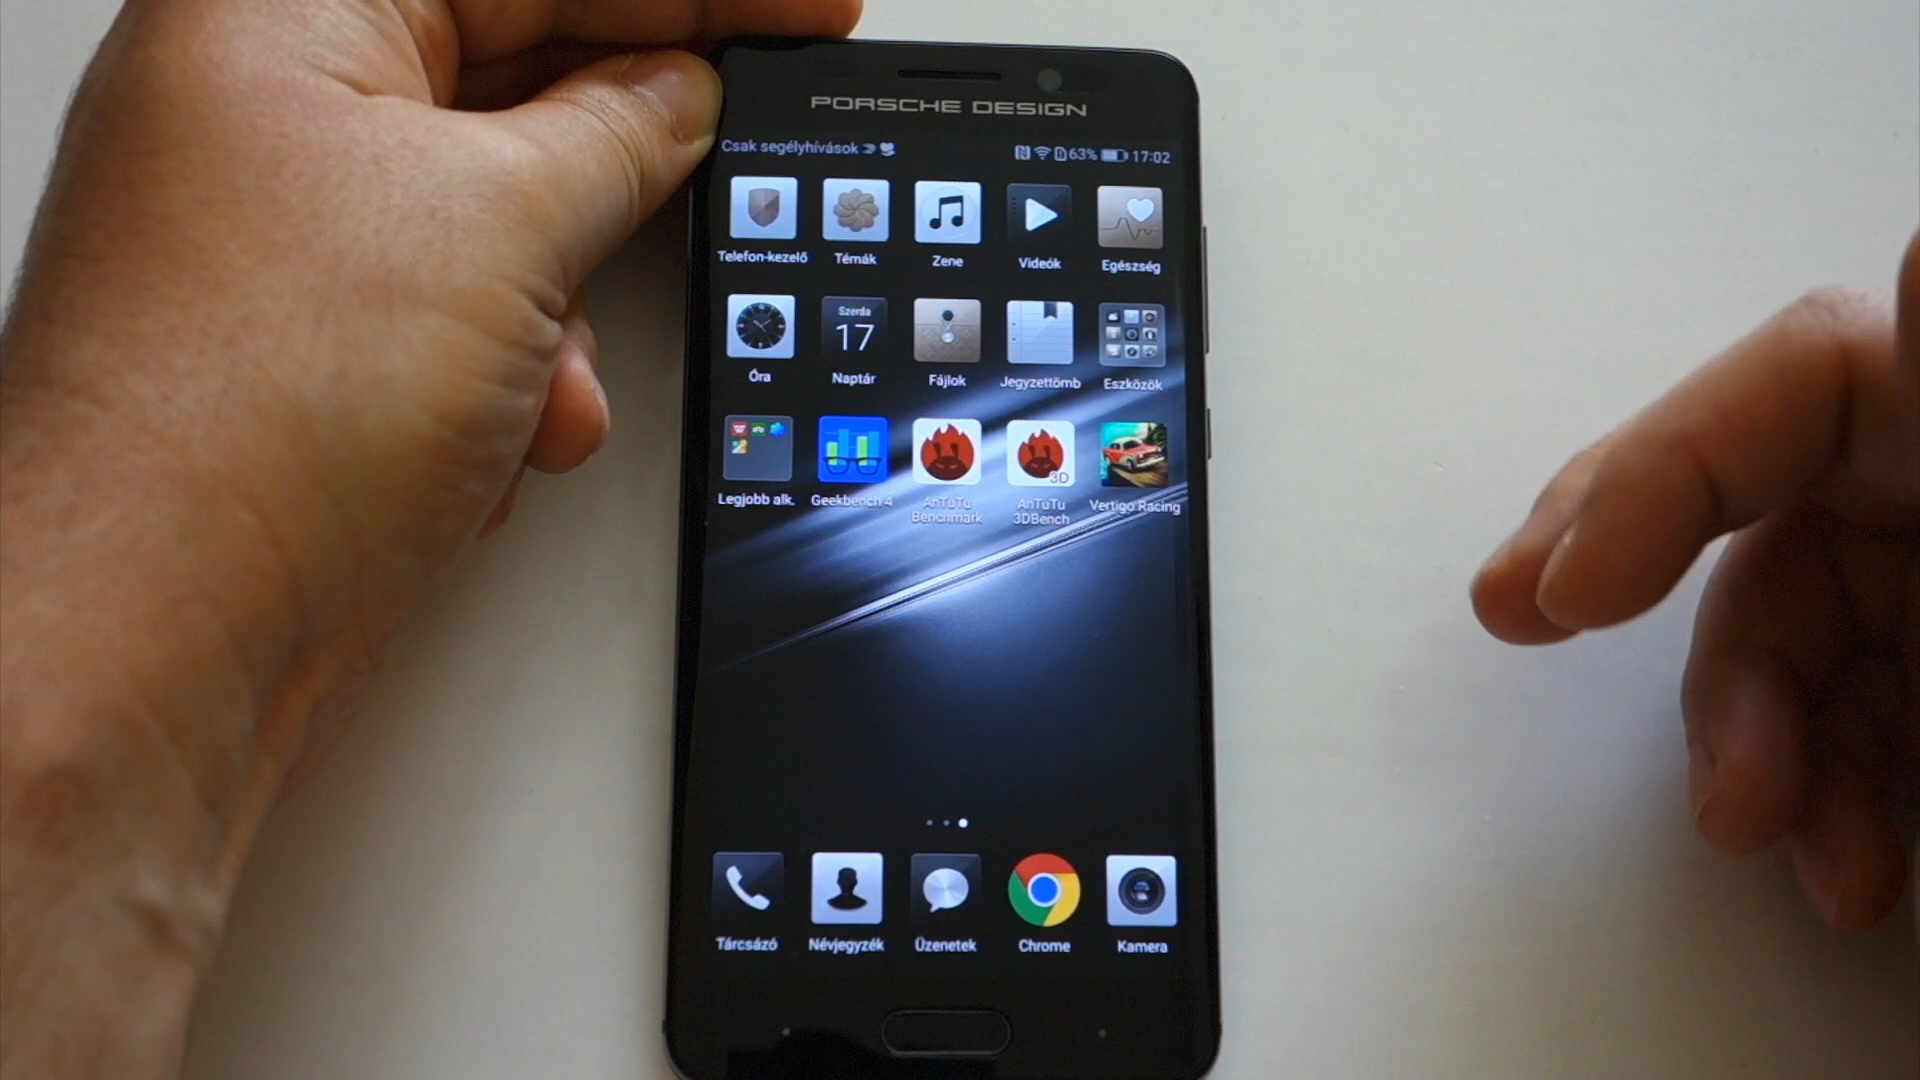 PORSCHE DESIGN
Csak segélyhívások
63% 17:02
Telefon-kezelő Témák Zene Videók Egészség
Szerda
17
Óra Naptár Fájlok Jegyzettömb Eszközök
3D
Legjobb alk. Geekbench 4 AnTuTu Benchmark AnTuTu 3DBench Vertigo Racing
Tárcsázó Névjegyzék Üzenetek Chrome Kamera